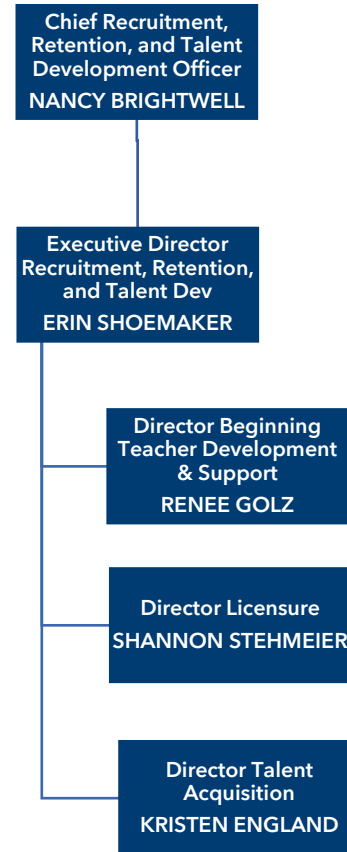 Chief Recruitment,
Retention, and Talent
Development Officer
NANCY BRIGHTWELL
Executive Director
Recruitment, Retention,
and Talent Dev
ERIN SHOEMAKER
Director Beginning
Teacher Development
& Support
RENEE GOLZ
Director Licensure
SHANNON STEHMEIER
Director Talent
Acquisition
KRISTEN ENGLAND